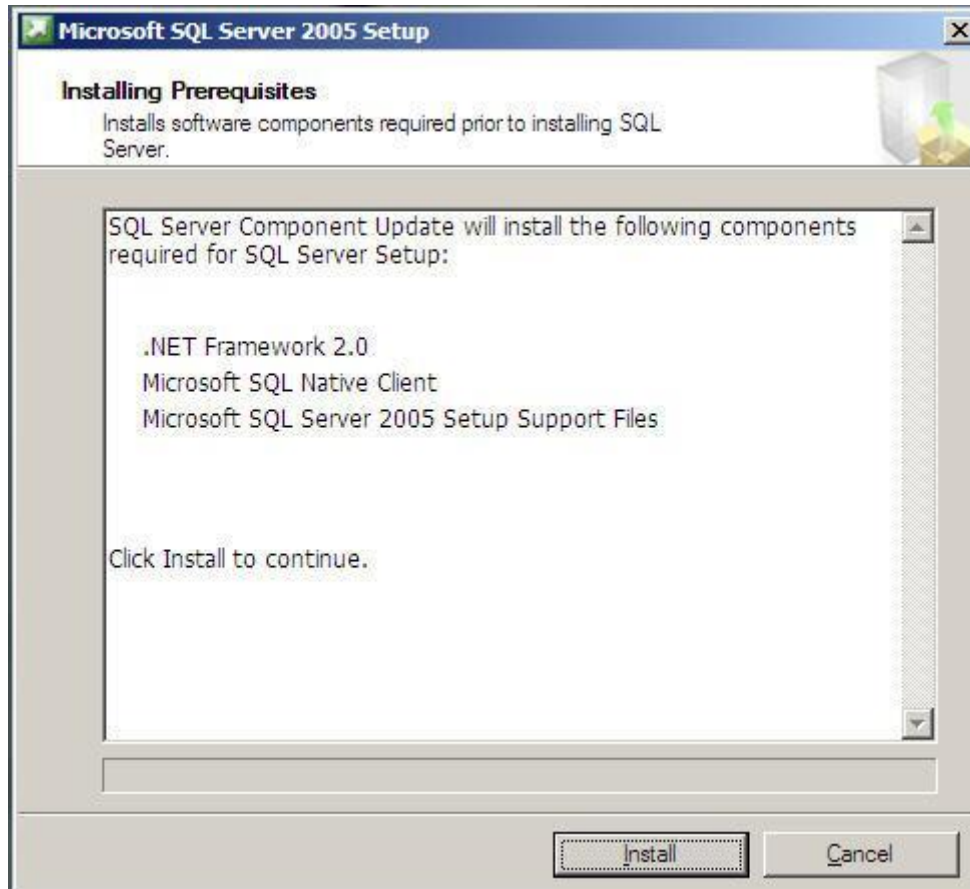 Microsoft SQL Server 2005 Setup
Installing Prerequisites
Installs software components required prior to installing SQL
Server.
SQL Server Component Update will install the following components
required for SQL Server Setup:
.NET Framework 2.0
Microsoft SQL Native Client
Microsoft SQL Server 2005 Setup Support Files
Click Install to continue.
Install
Cancel